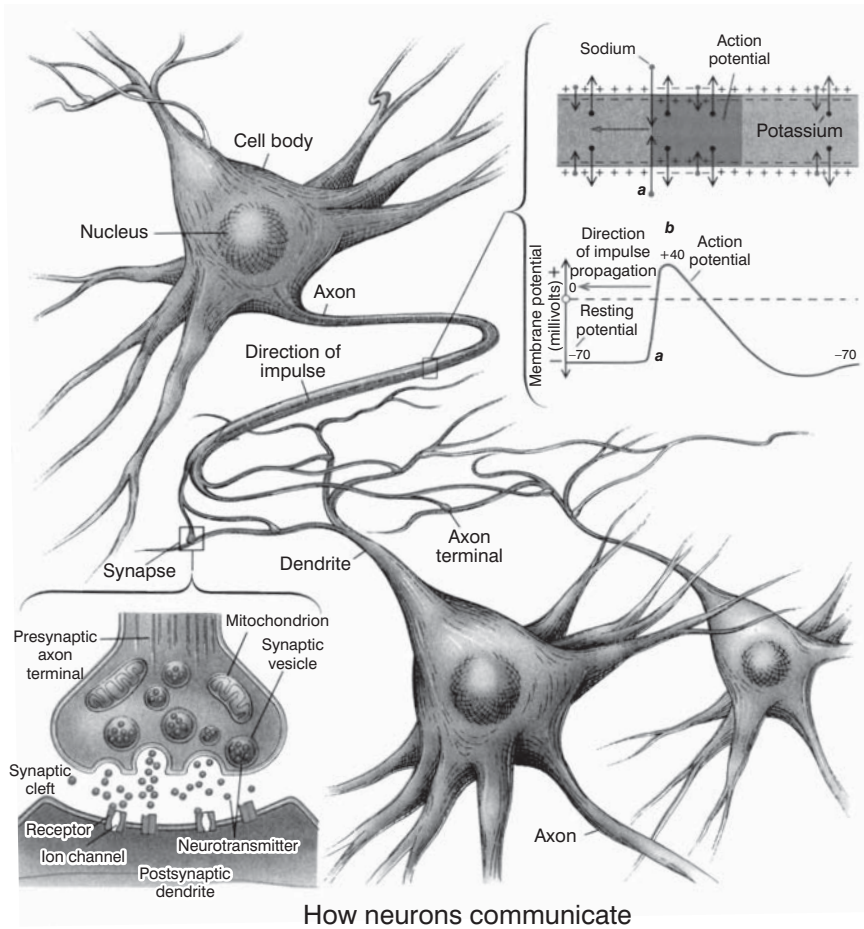 Sodium
Action
potential
Potassium
a
Cell body
Nucleus
Axon
Direction of
impulse
Membrane potential
(millivolts)
+
0
–
Direction
of impulse
propagation
b
+40
Action
potential
Resting
potential
–70
a
–70
Synapse
Dendrite
Axon
terminal
Presynaptic
axon
terminal
Mitochondrion
Synaptic
vesicle
Synaptic
cleft
Receptor
Ion channel
Neurotransmitter
Postsynaptic
dendrite
Axon
How neurons communicate